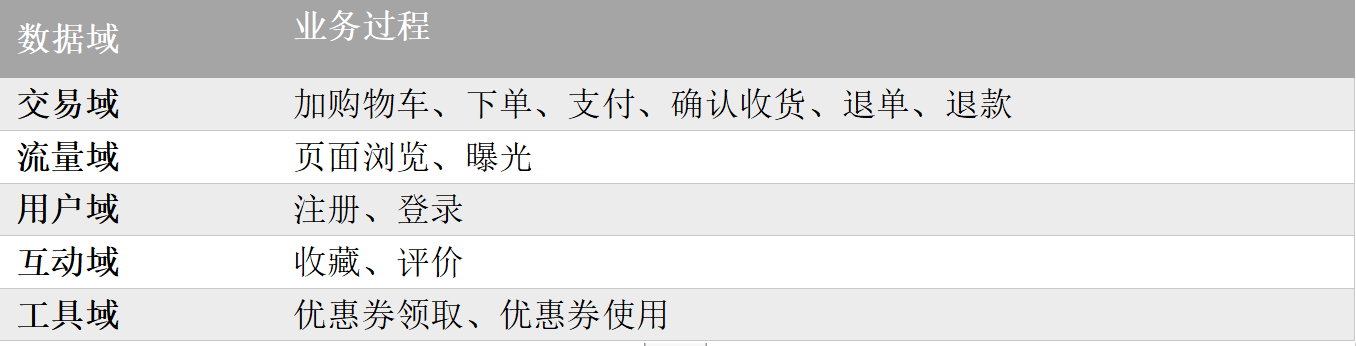 数据域 业务过程
交易域 加购物车、下单、支付、确认收货、退单、退款
流量域 页面浏览、曝光
用户域 注册、登录
互动域 收藏、评价
工具域 优惠券领取、优惠券使用